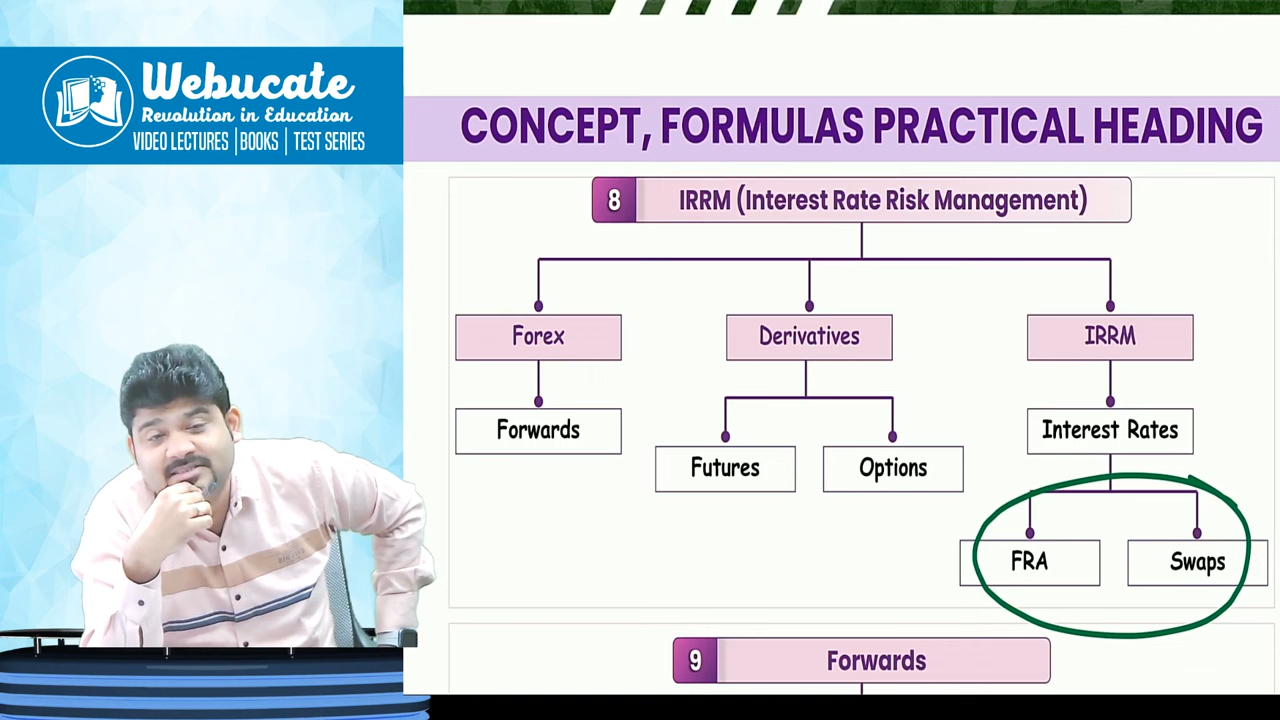 Webucate
Revolution in Education
VIDEO LECTURES | BOOKS | TEST SERIES
CONCEPT, FORMULAS PRACTICAL HEADING
8 IRRM (Interest Rate Risk Management)
Forex
Derivatives
IRRM
Forwards
Futures
Options
Interest Rates
FRA
Swaps
9 Forwards